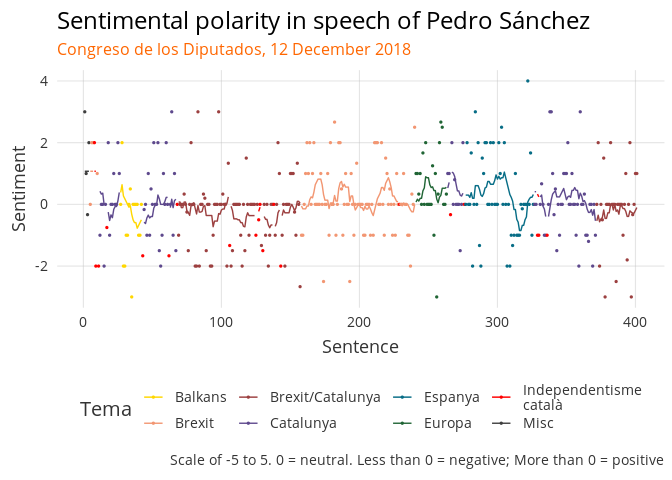 Sentimental polarity in speech of Pedro Sánchez
Congreso de los Diputados, 12 December 2018
Sentiment
4
2
0
-2
0 100 200 300 400
Sentence
Tema
Balkans Brexit/Catalunya Espanya Independentisme català
Brexit Catalunya Europa Misc
Scale of -5 to 5. 0 = neutral. Less than 0 = negative; More than 0 = positive